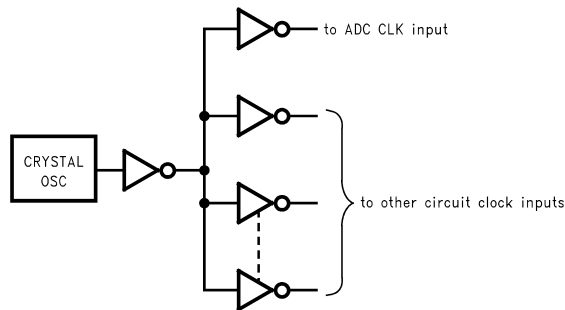 to ADC CLK input
CRYSTAL
OSC
to other circuit clock inputs